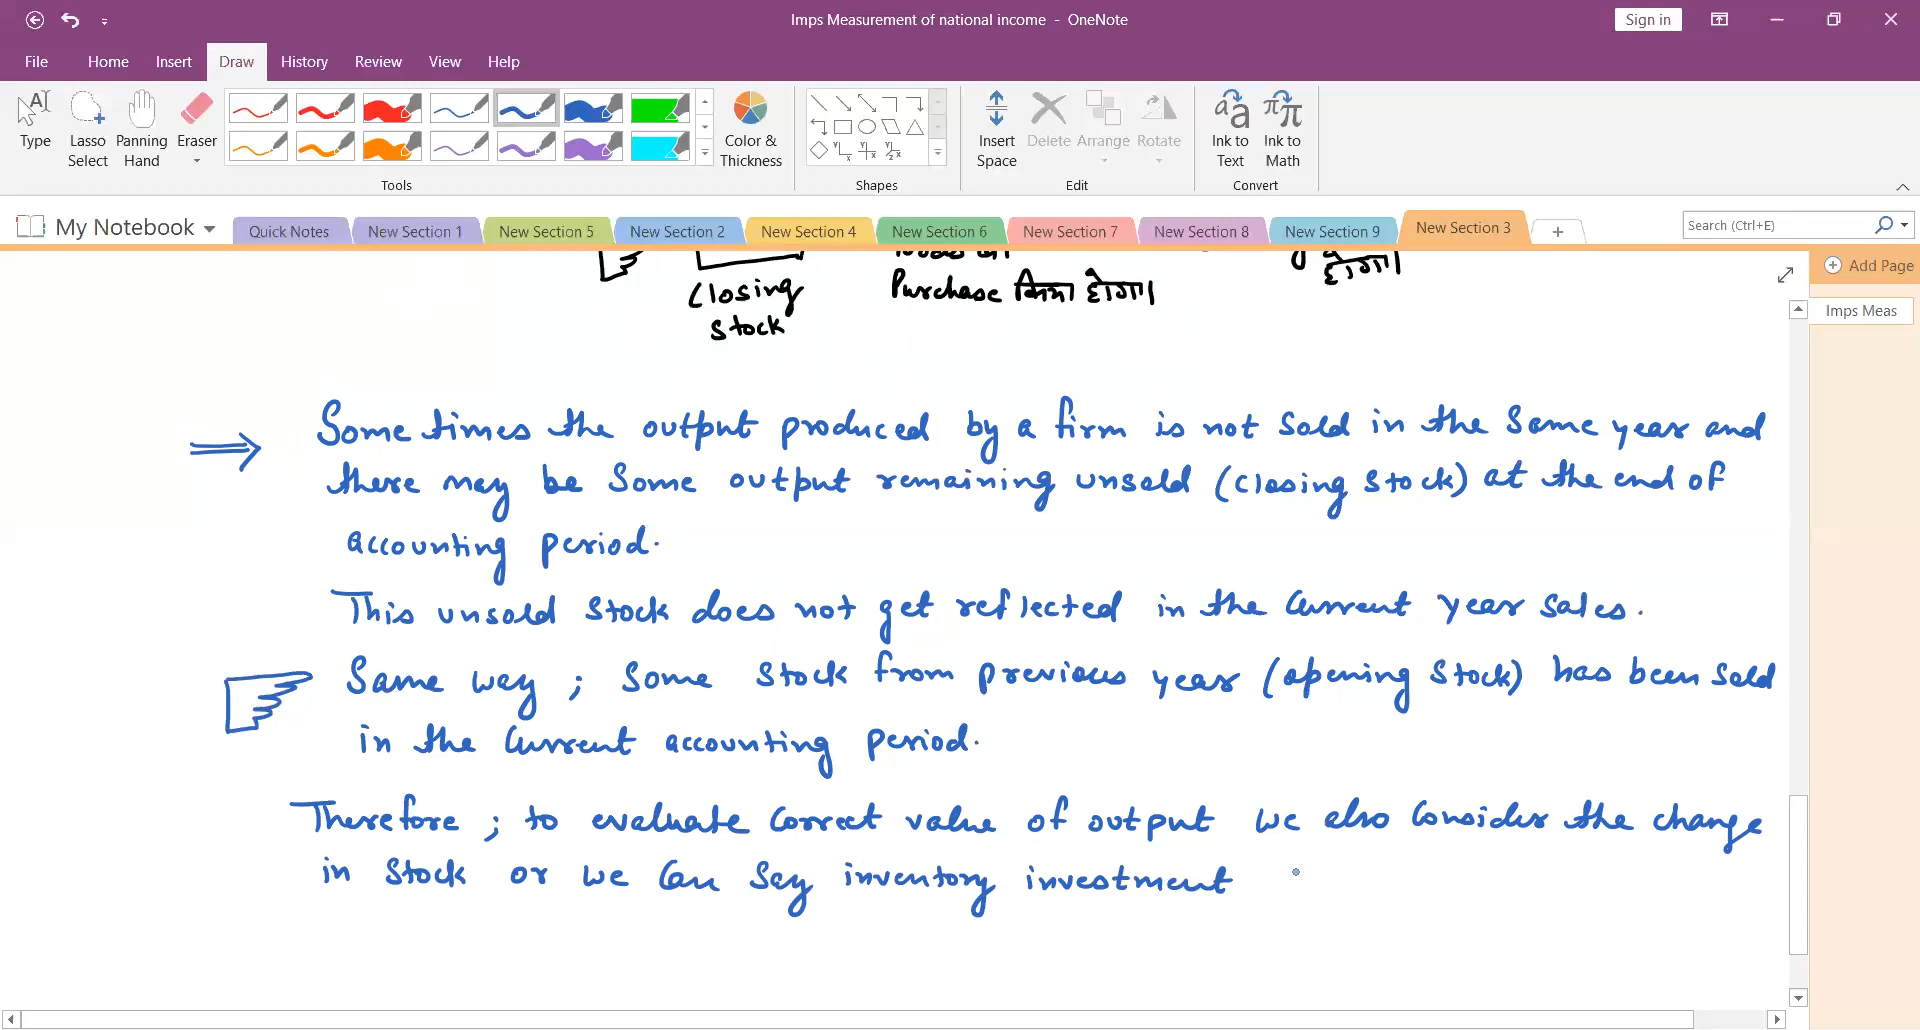 Imps Measurement of national income - OneNote
Sign in
File Home Insert Draw History Review View Help
Type Lasso Select Panning Hand Eraser Color & Thickness Insert Space Delete Arrange Rotate Ink to Text Ink to Math
Tools Shapes Edit Convert
My Notebook Quick Notes New Section 1 New Section 5 New Section 2 New Section 4 New Section 6 New Section 7 New Section 8 New Section 9 New Section 3 + Search (Ctrl+E)
Add Page
Imps Meas
Closing Purchase किया होगा। होगा।
Stock
⇒ Some times the output produced by a firm is not sold in the same year and
there may be some output remaining unsold (closing stock) at the end of
accounting period.
This unsold stock does not get reflected in the current year sales.
Same way ; some stock from previous year (opening stock) has been sold
in the current accounting period.
Therefore ; to evaluate correct value of output we also consider the change
in stock or we can say inventory investment